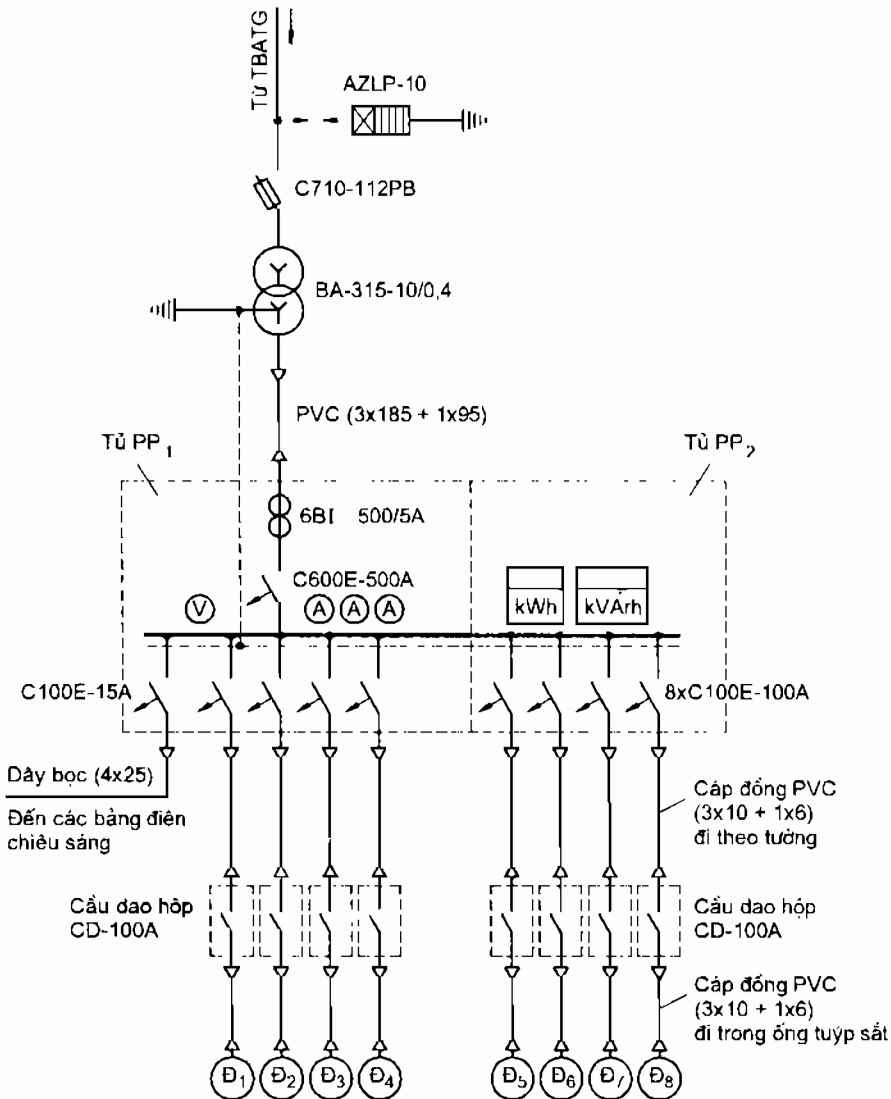 Từ TBATG
AZLP-10
C710-112PB
BA-315-10/0,4
PVC (3x185 + 1x95)
Tủ PP1
Tủ PP2
6BI 500/5A
C600E-500A
V
A
A
A
kWh
kVArh
C100E-15A
8xC100E-100A
Dây bọc (4x25)
Đến các bảng điện
chiếu sáng
Cáp đồng PVC
(3x10 + 1x6)
đi theo tường
Cầu dao hộp
CD-100A
Cầu dao hộp
CD-100A
Cáp đồng PVC
(3x10 + 1x6)
đi trong ống tuýp sắt
Đ1
Đ2
Đ3
Đ4
Đ5
Đ6
Đ7
Đ8